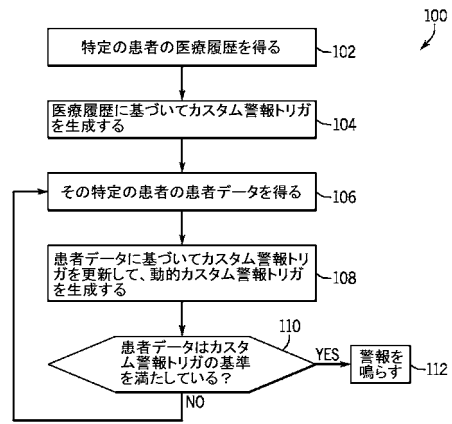 100
特定の患者の医療履歴を得る
102
医療履歴に基づいてカスタム警報トリガ
を生成する
104
その特定の患者の患者データを得る
106
患者データに基づいてカスタム警報トリ
ガを更新して、動的カスタム警報トリガ
を生成する
108
患者データはカスタ
ム警報トリガの基準
を満たしている?
110
YES
警報を
鳴らす
112
NO